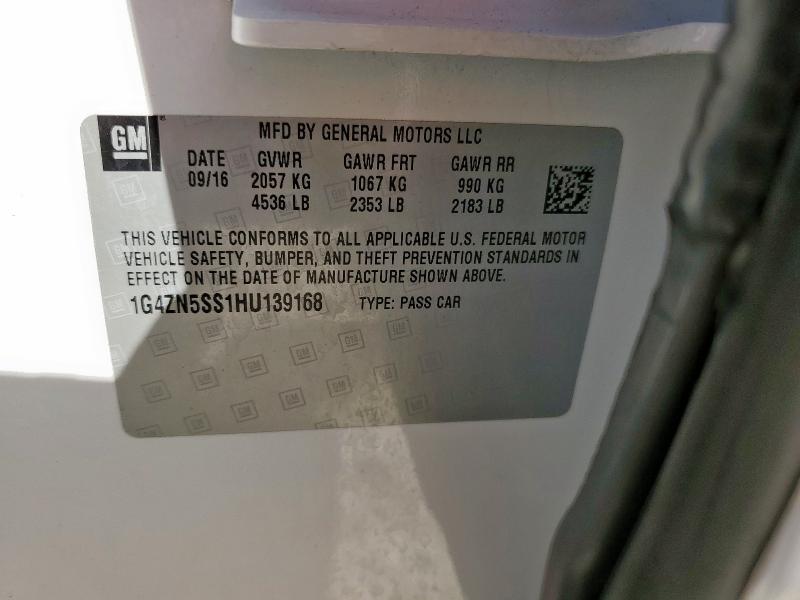 GM
MFD BY GENERAL MOTORS LLC
DATE GVWR GAWR FRT GAWR RR
09/16 2057 KG 1067 KG 990 KG
4536 LB 2353 LB 2183 LB
THIS VEHICLE CONFORMS TO ALL APPLICABLE U.S. FEDERAL MOTOR
VEHICLE SAFETY, BUMPER, AND THEFT PREVENTION STANDARDS IN
EFFECT ON THE DATE OF MANUFACTURE SHOWN ABOVE.
1G4ZN5SS1HU139168 TYPE: PASS CAR